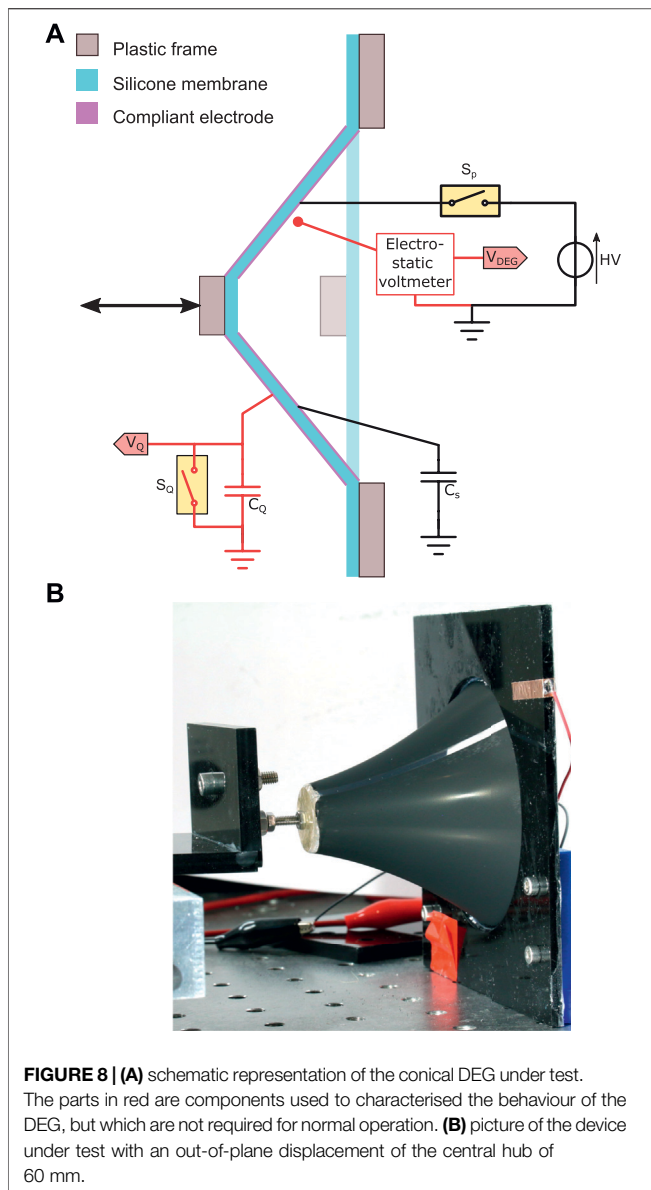 A
Plastic frame
Silicone membrane
Compliant electrode
Sp
Electro-
static
voltmeter
VDEG
HV
VQ
SQ
CQ
Cs
B
FIGURE 8 | (A) schematic representation of the conical DEG under test.
The parts in red are components used to characterised the behaviour of the
DEG, but which are not required for normal operation. (B) picture of the device
under test with an out-of-plane displacement of the central hub of
60 mm.